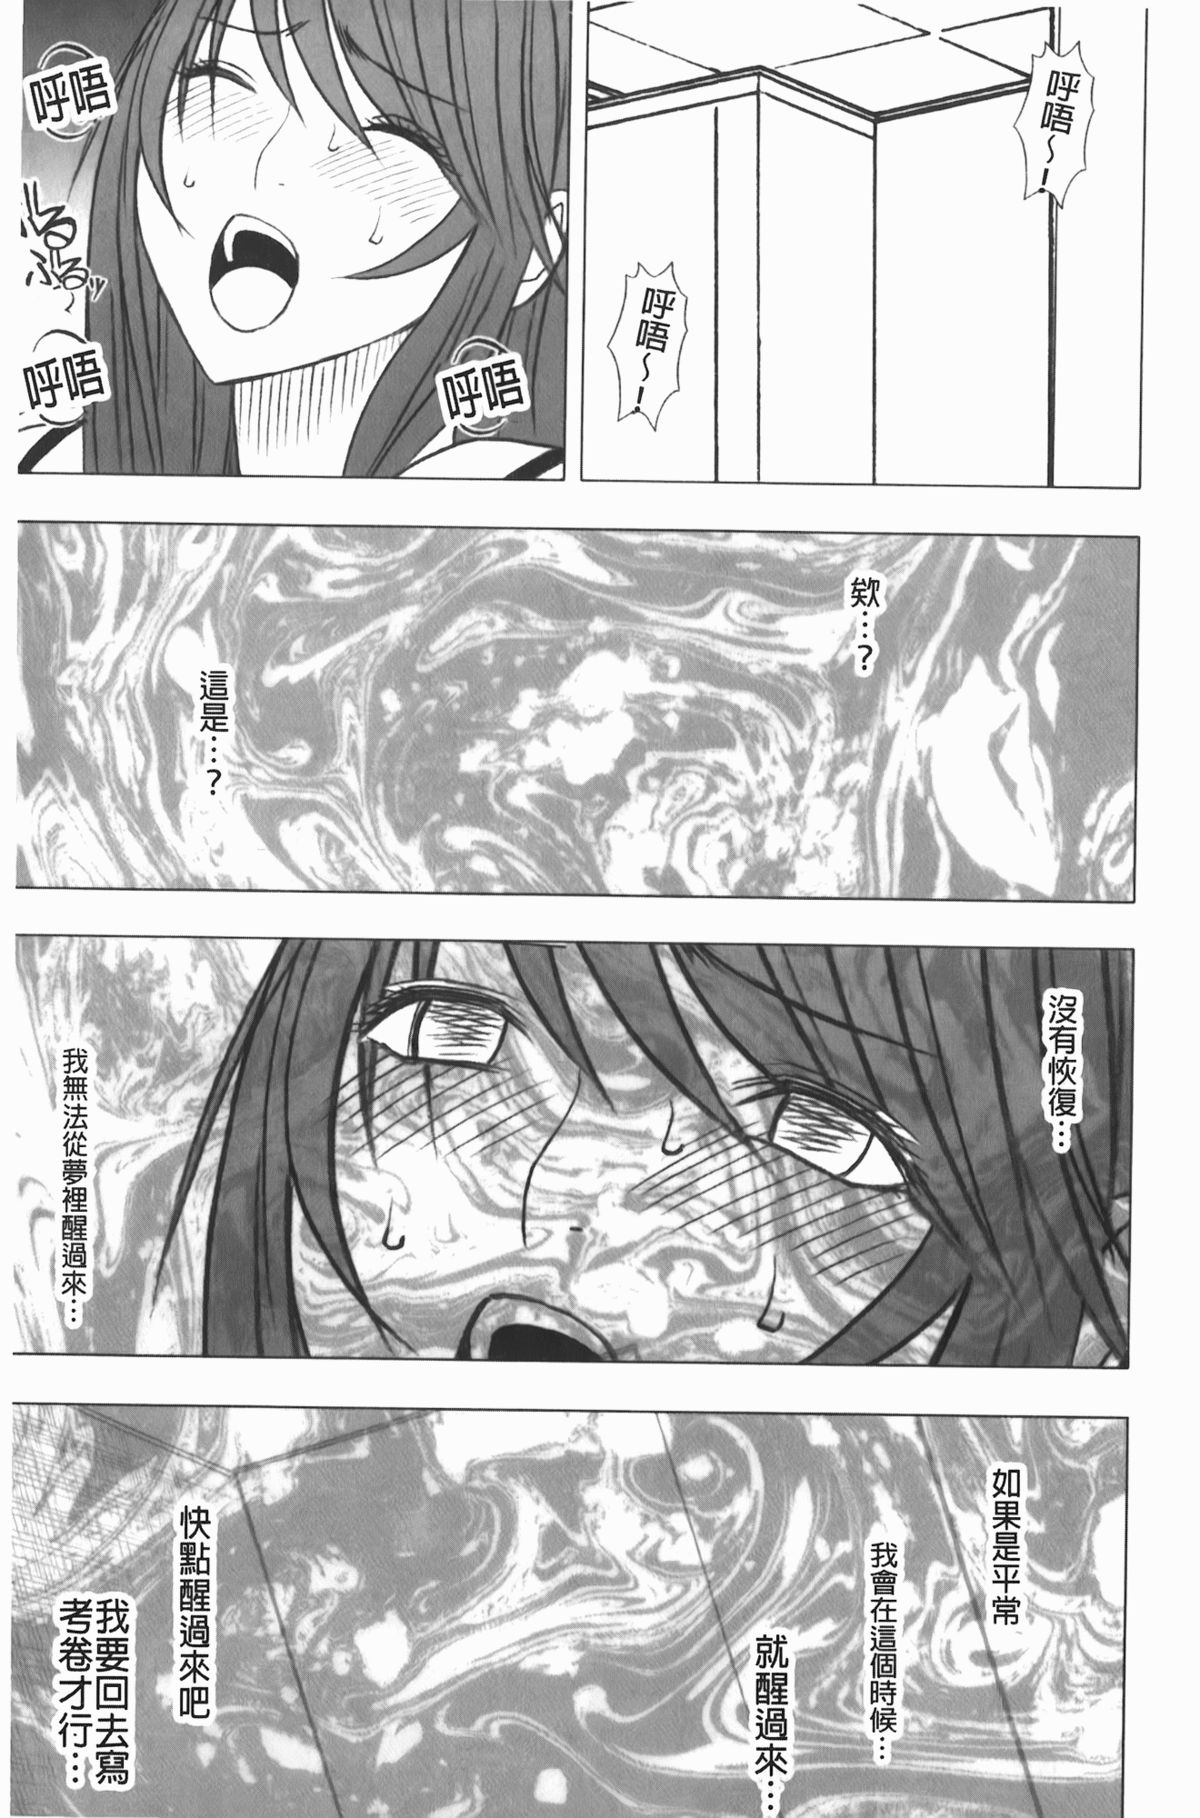 呼唔～！
呼唔～！
呼唔
呼唔
呼唔
欸…？
這是…？
沒有恢復…
我無法從夢裡醒過來…
如果是平常
我會在這個時候…
就醒過來…
快點醒過來吧
我要回去寫
考卷才行…